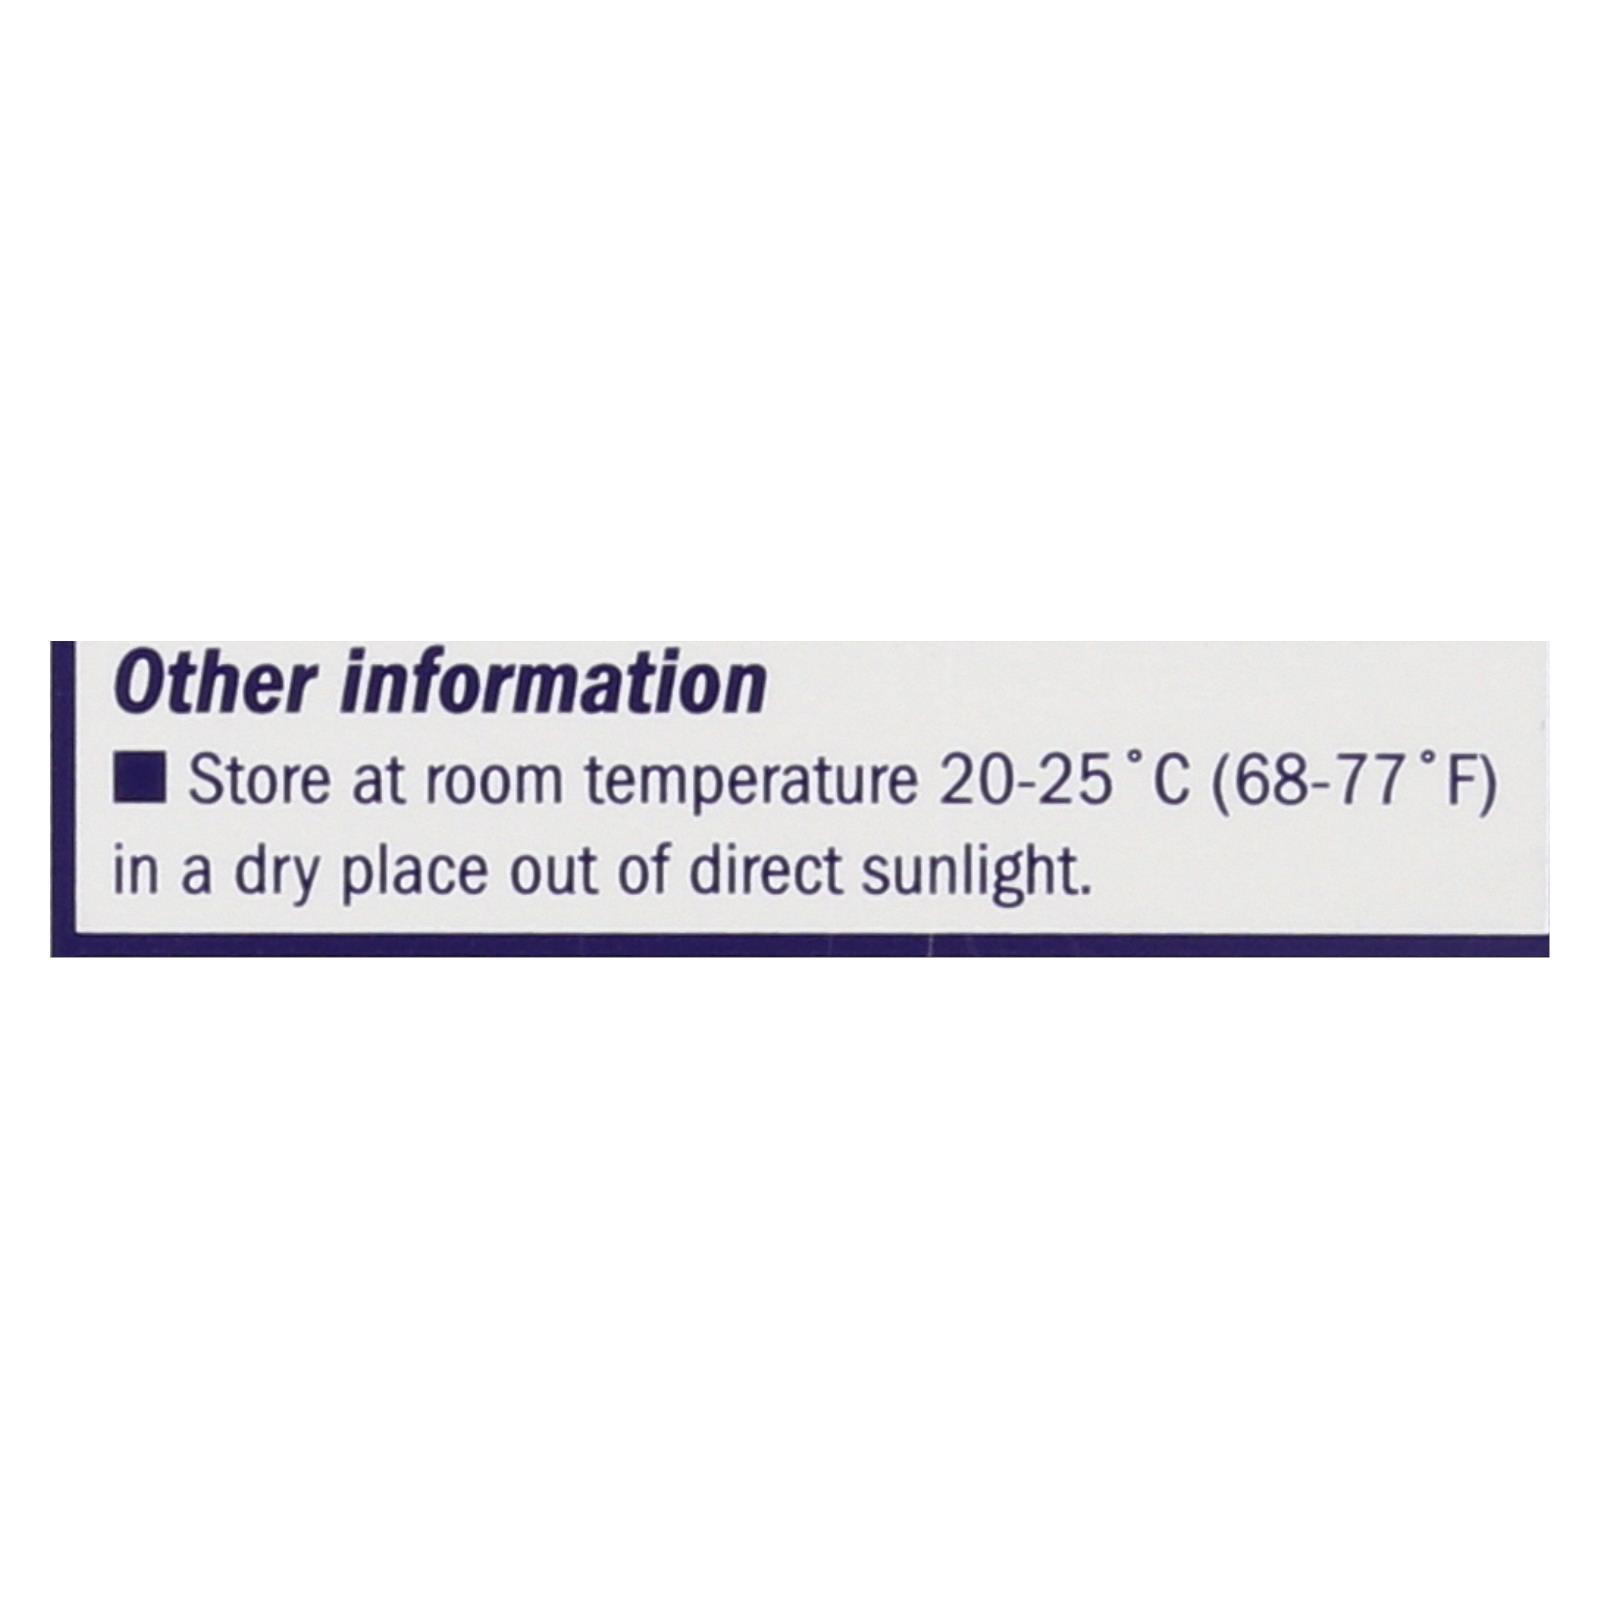 Other information
■ Store at room temperature 20-25˚C (68-77˚F)
in a dry place out of direct sunlight.